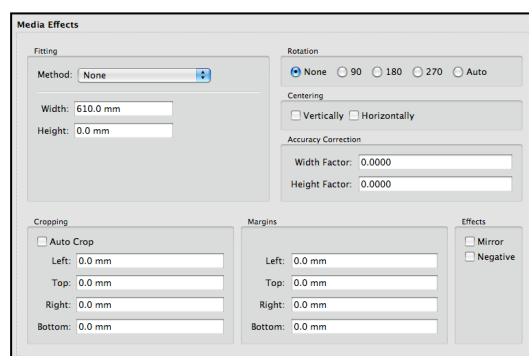 Media Effects
Fitting
Method: None
Width: 610.0 mm
Height: 0.0 mm
Rotation
None 90 180 270 Auto
Centering
Vertically Horizontally
Accuracy Correction
Width Factor: 0.0000
Height Factor: 0.0000
Cropping
Auto Crop
Left: 0.0 mm
Top: 0.0 mm
Right: 0.0 mm
Bottom: 0.0 mm
Margins
Left: 0.0 mm
Top: 0.0 mm
Right: 0.0 mm
Bottom: 0.0 mm
Effects
Mirror
Negative